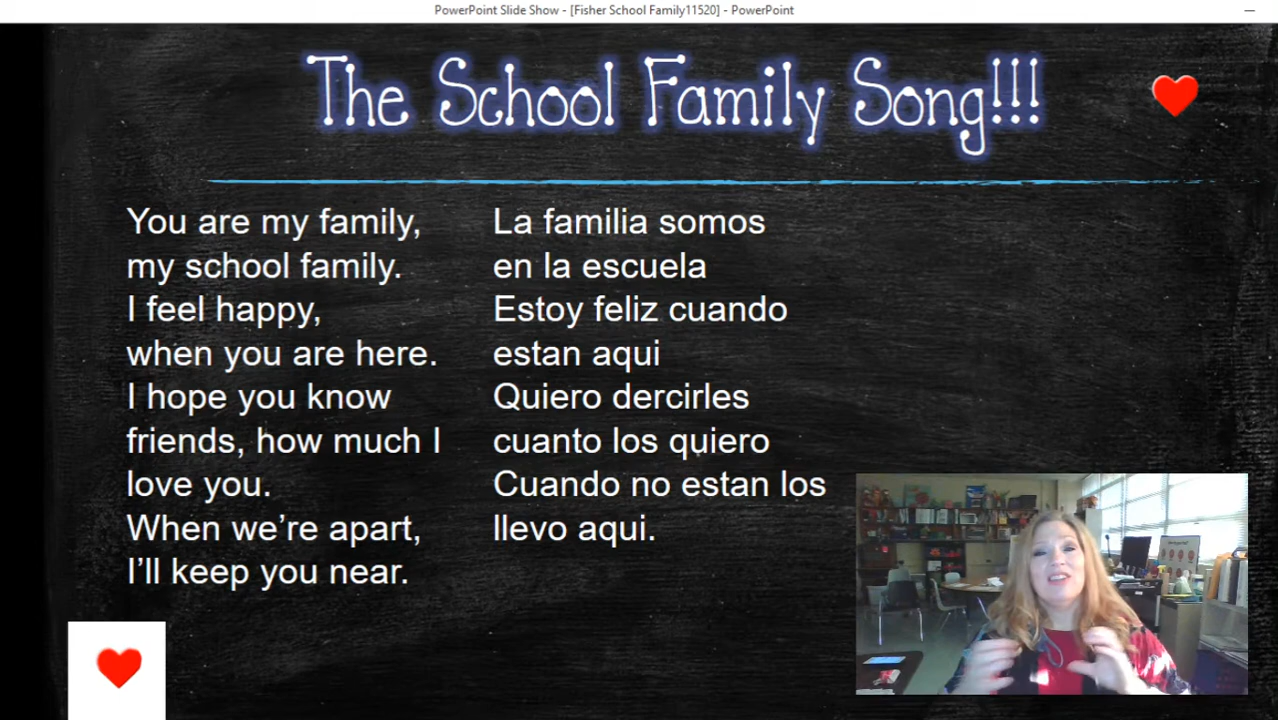 PowerPoint Slide Show - [Fisher School Family11520] - PowerPoint
The School Family Song!!!
You are my family,
my school family.
I feel happy,
when you are here.
I hope you know
friends, how much I
love you.
When we’re apart,
I’ll keep you near.
La familia somos
en la escuela
Estoy feliz cuando
estan aqui
Quiero dercirles
cuanto los quiero
Cuando no estan los
llevo aqui.